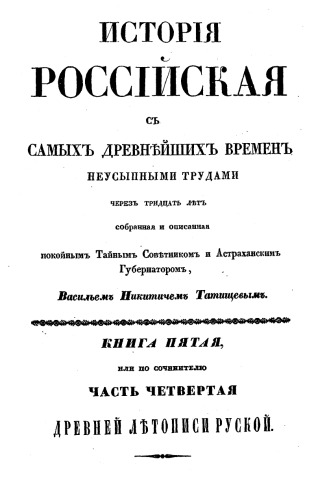 ИСТОРІЯ
РОССІЙСКАЯ
СЪ
САМЫХЪ ДРЕВНѢЙШИХЪ ВРЕМЕНЪ
НЕУСЫПНЫМИ ТРУДАМИ
ЧЕРЕЗЪ ТРИДЦАТЬ ЛѢТЪ
собранная и описанная
покойнымъ Тайнымъ Совѣтникомъ и Астраханскимъ
Губернаторомъ,
Васильемъ Никитичемъ Татищевымъ.
КНИГА ПЯТАЯ,
ИЛИ ПО СОЧИНИТЕЛЮ
ЧАСТЬ ЧЕТВЕРТАЯ
ДРЕВНЕЙ ЛѢТОПИСИ РУСКОЙ.